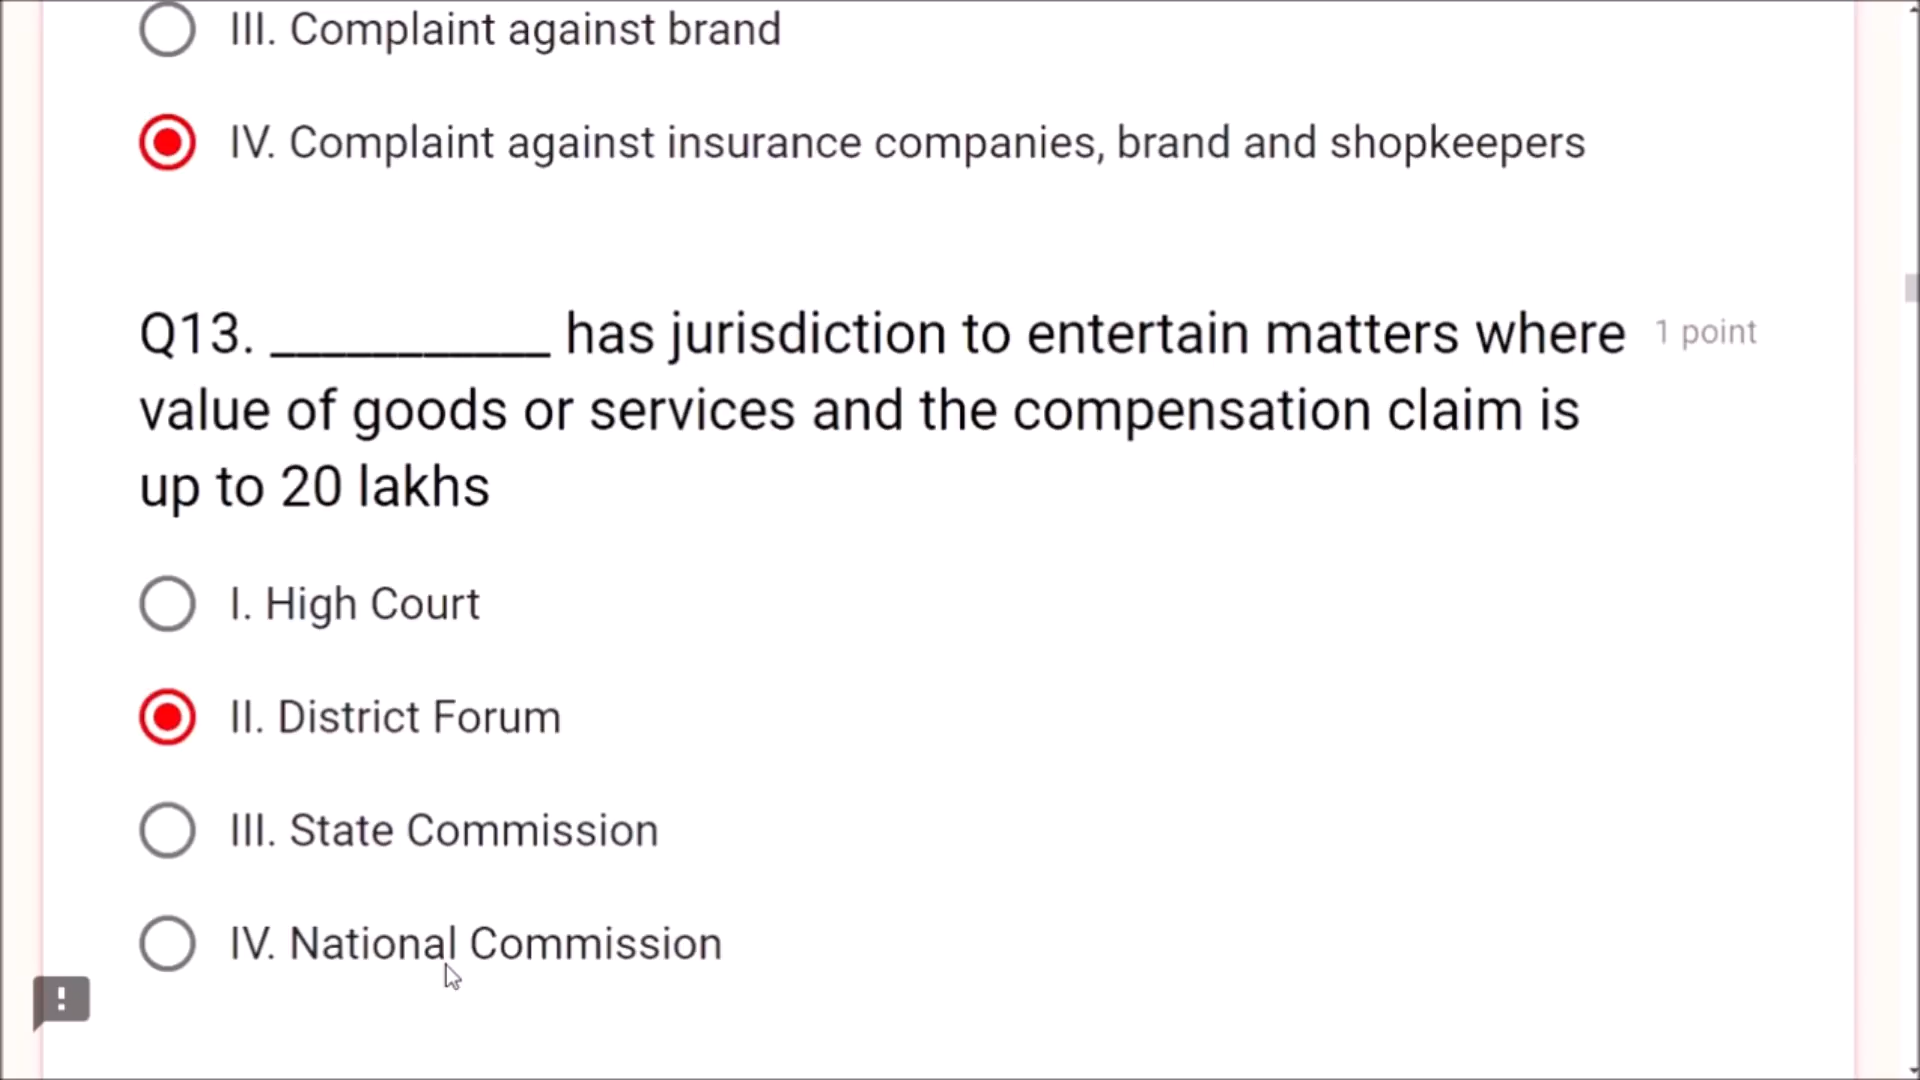 III. Complaint against brand
IV. Complaint against insurance companies, brand and shopkeepers
Q13. ___________ has jurisdiction to entertain matters where 1 point
value of goods or services and the compensation claim is
up to 20 lakhs
I. High Court
II. District Forum
III. State Commission
IV. National Commission